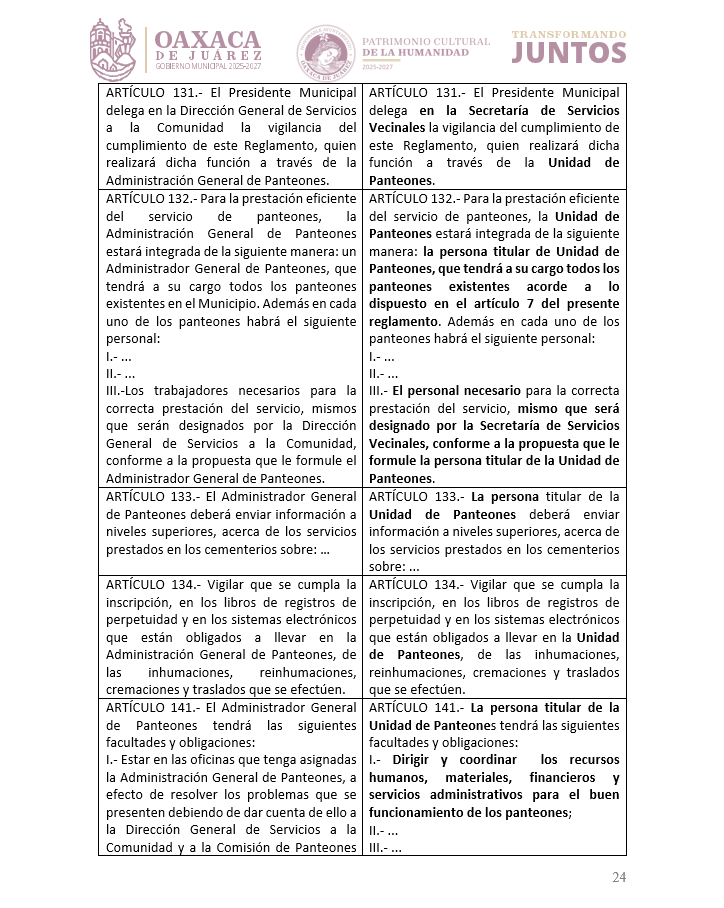 OAXACA
DE JUÁREZ
GOBIERNO MUNICIPAL 2025-2027
PATRIMONIO CULTURAL
DE LA HUMANIDAD
2025-2027
TRANSFORMANDO
JUNTOS
ARTÍCULO 131.- El Presidente Municipal
delega en la Dirección General de Servicios
a la Comunidad la vigilancia del
cumplimiento de este Reglamento, quien
realizará dicha función a través de la
Administración General de Panteones.
ARTÍCULO 131.- El Presidente Municipal
delega en la Secretaría de Servicios
Vecinales la vigilancia del cumplimiento de
este Reglamento, quien realizará dicha
función a través de la Unidad de
Panteones.
ARTÍCULO 132.- Para la prestación eficiente
del servicio de panteones, la
Administración General de Panteones
estará integrada de la siguiente manera: un
Administrador General de Panteones, que
tendrá a su cargo todos los panteones
existentes en el Municipio. Además en cada
uno de los panteones habrá el siguiente
personal:
I.- ...
II.- ...
III.-Los trabajadores necesarios para la
correcta prestación del servicio, mismos
que serán designados por la Dirección
General de Servicios a la Comunidad,
conforme a la propuesta que le formule el
Administrador General de Panteones.
ARTÍCULO 132.- Para la prestación eficiente
del servicio de panteones, la Unidad de
Panteones estará integrada de la siguiente
manera: la persona titular de Unidad de
Panteones, que tendrá a su cargo todos los
panteones existentes acorde a lo
dispuesto en el artículo 7 del presente
reglamento. Además en cada uno de los
panteones habrá el siguiente personal:
I.- ...
II.- ...
III.- El personal necesario para la correcta
prestación del servicio, mismo que será
designado por la Secretaría de Servicios
Vecinales, conforme a la propuesta que le
formule la persona titular de la Unidad de
Panteones.
ARTÍCULO 133.- El Administrador General
de Panteones deberá enviar información a
niveles superiores, acerca de los servicios
prestados en los cementerios sobre: ...
ARTÍCULO 133.- La persona titular de la
Unidad de Panteones deberá enviar
información a niveles superiores, acerca de
los servicios prestados en los cementerios
sobre: ...
ARTÍCULO 134.- Vigilar que se cumpla la
inscripción, en los libros de registros de
perpetuidad y en los sistemas electrónicos
que están obligados a llevar en la
Administración General de Panteones, de
las inhumaciones, reinhumaciones,
cremaciones y traslados que se efectúen.
ARTÍCULO 134.- Vigilar que se cumpla la
inscripción, en los libros de registros de
perpetuidad y en los sistemas electrónicos
que están obligados a llevar en la Unidad
de Panteones, de las inhumaciones,
reinhumaciones, cremaciones y traslados
que se efectúen.
ARTÍCULO 141.- El Administrador General
de Panteones tendrá las siguientes
facultades y obligaciones:
I.- Estar en las oficinas que tenga asignadas
la Administración General de Panteones, a
efecto de resolver los problemas que se
presenten debiendo de dar cuenta de ello a
la Dirección General de Servicios a la
Comunidad y a la Comisión de Panteones
ARTÍCULO 141.- La persona titular de la
Unidad de Panteones tendrá las siguientes
facultades y obligaciones:
I.- Dirigir y coordinar los recursos
humanos, materiales, financieros y
servicios administrativos para el buen
funcionamiento de los panteones;
II.- ...
III.- ...
24